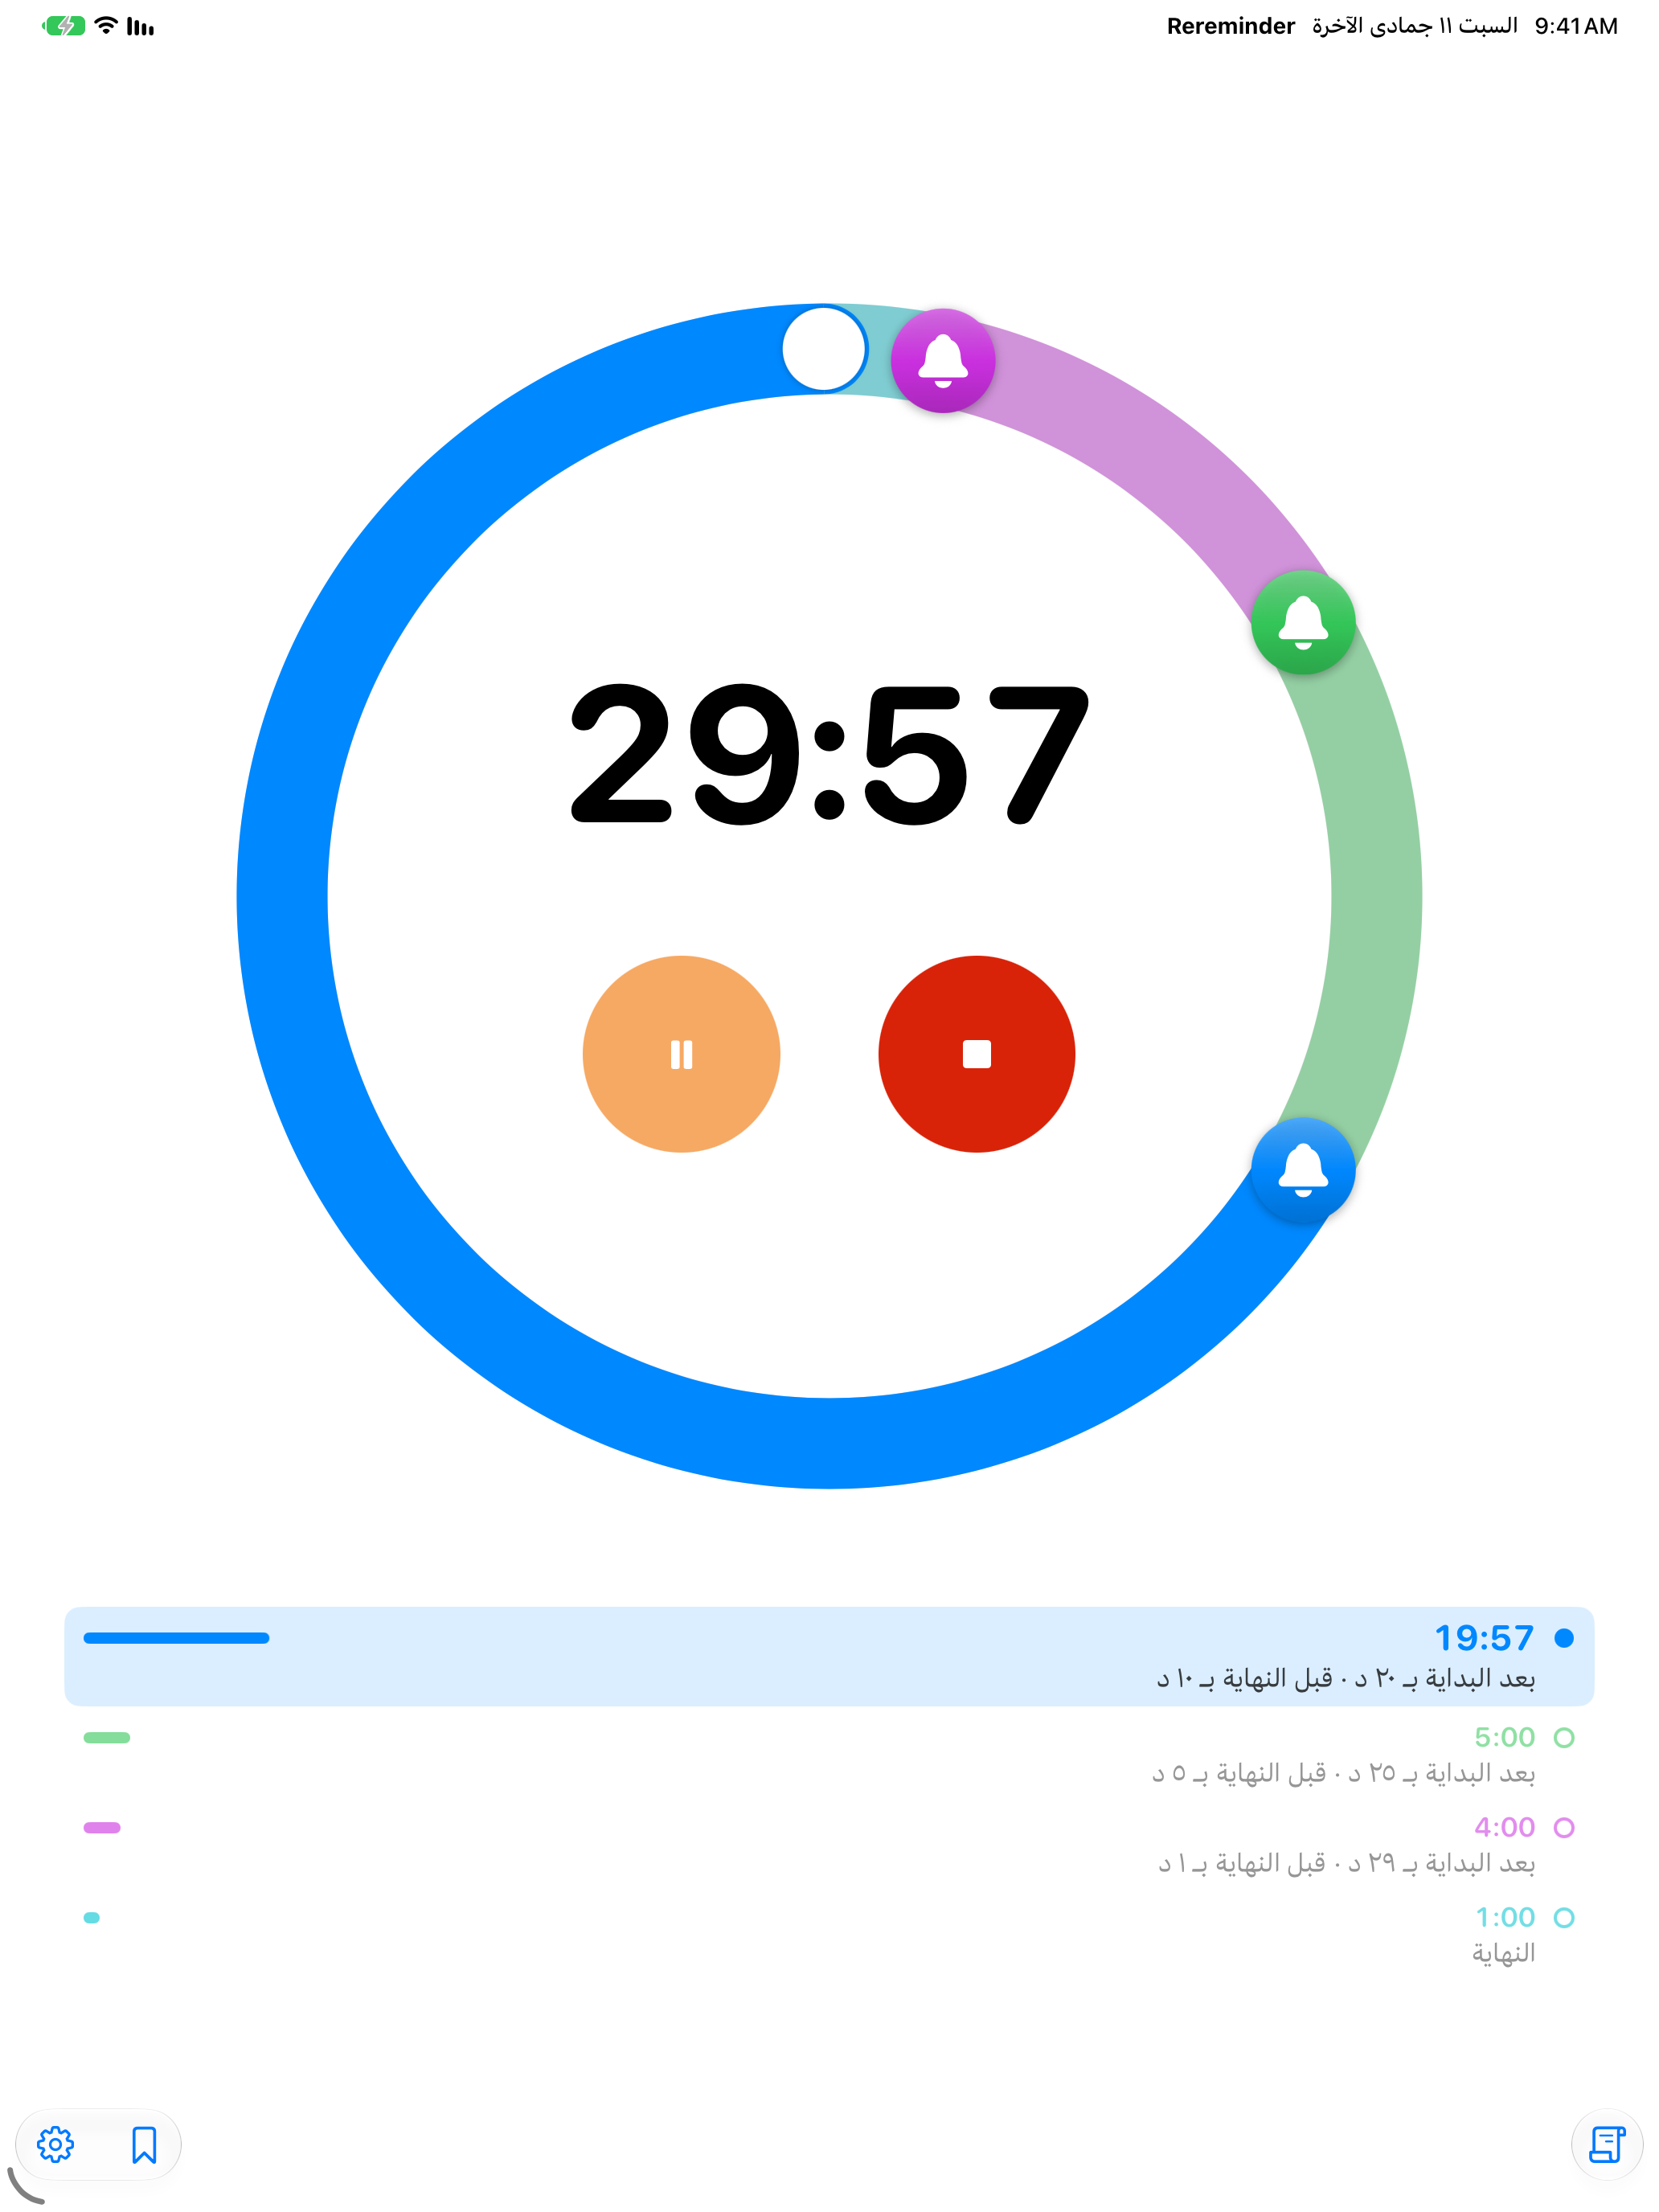 9:41 AM السبت ١١ جمادى الآخرة Rereminder
29:57
19:57
بعد البداية بـ ٢٠ د · قبل النهاية بـ ١٠ د
5:00
بعد البداية بـ ٢٥ د · قبل النهاية بـ ٥ د
4:00
بعد البداية بـ ٢٩ د · قبل النهاية بـ ١ د
1:00
النهاية